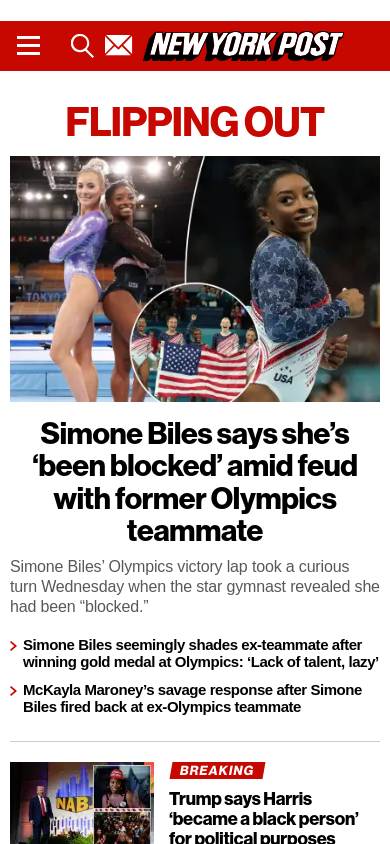 NEW YORK POST
FLIPPING OUT
TOKYO
USA
Simone Biles says she’s
‘been blocked’ amid feud
with former Olympics
teammate
Simone Biles’ Olympics victory lap took a curious
turn Wednesday when the star gymnast revealed she
had been “blocked.”
Simone Biles seemingly shades ex-teammate after
winning gold medal at Olympics: ‘Lack of talent, lazy’
McKayla Maroney’s savage response after Simone
Biles fired back at ex-Olympics teammate
NAB
BREAKING
Trump says Harris
‘became a black person’
for political purposes